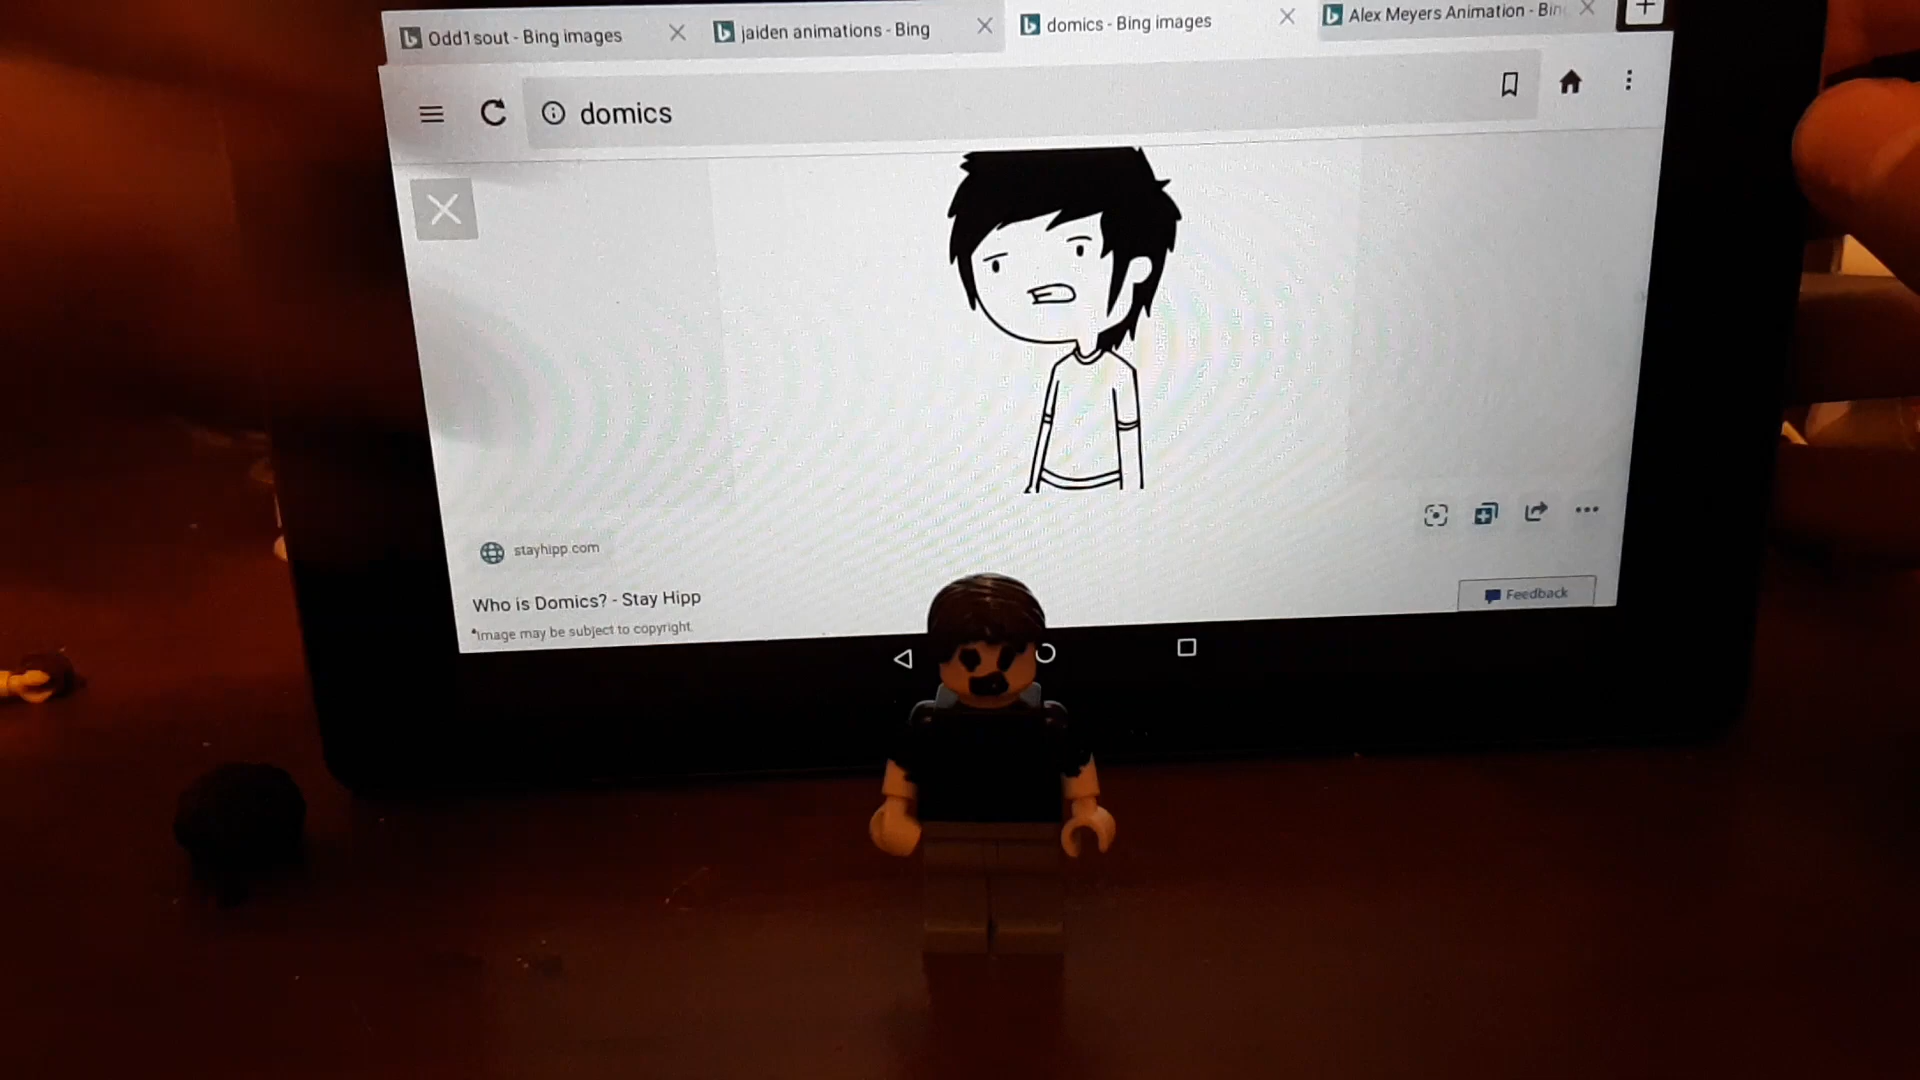 Odd1sout - Bing images
jaiden animations - Bing
domics - Bing images
Alex Meyers Animation - Bin
domics
stayhipp.com
Who is Domics? - Stay Hipp
*Image may be subject to copyright.
Feedback